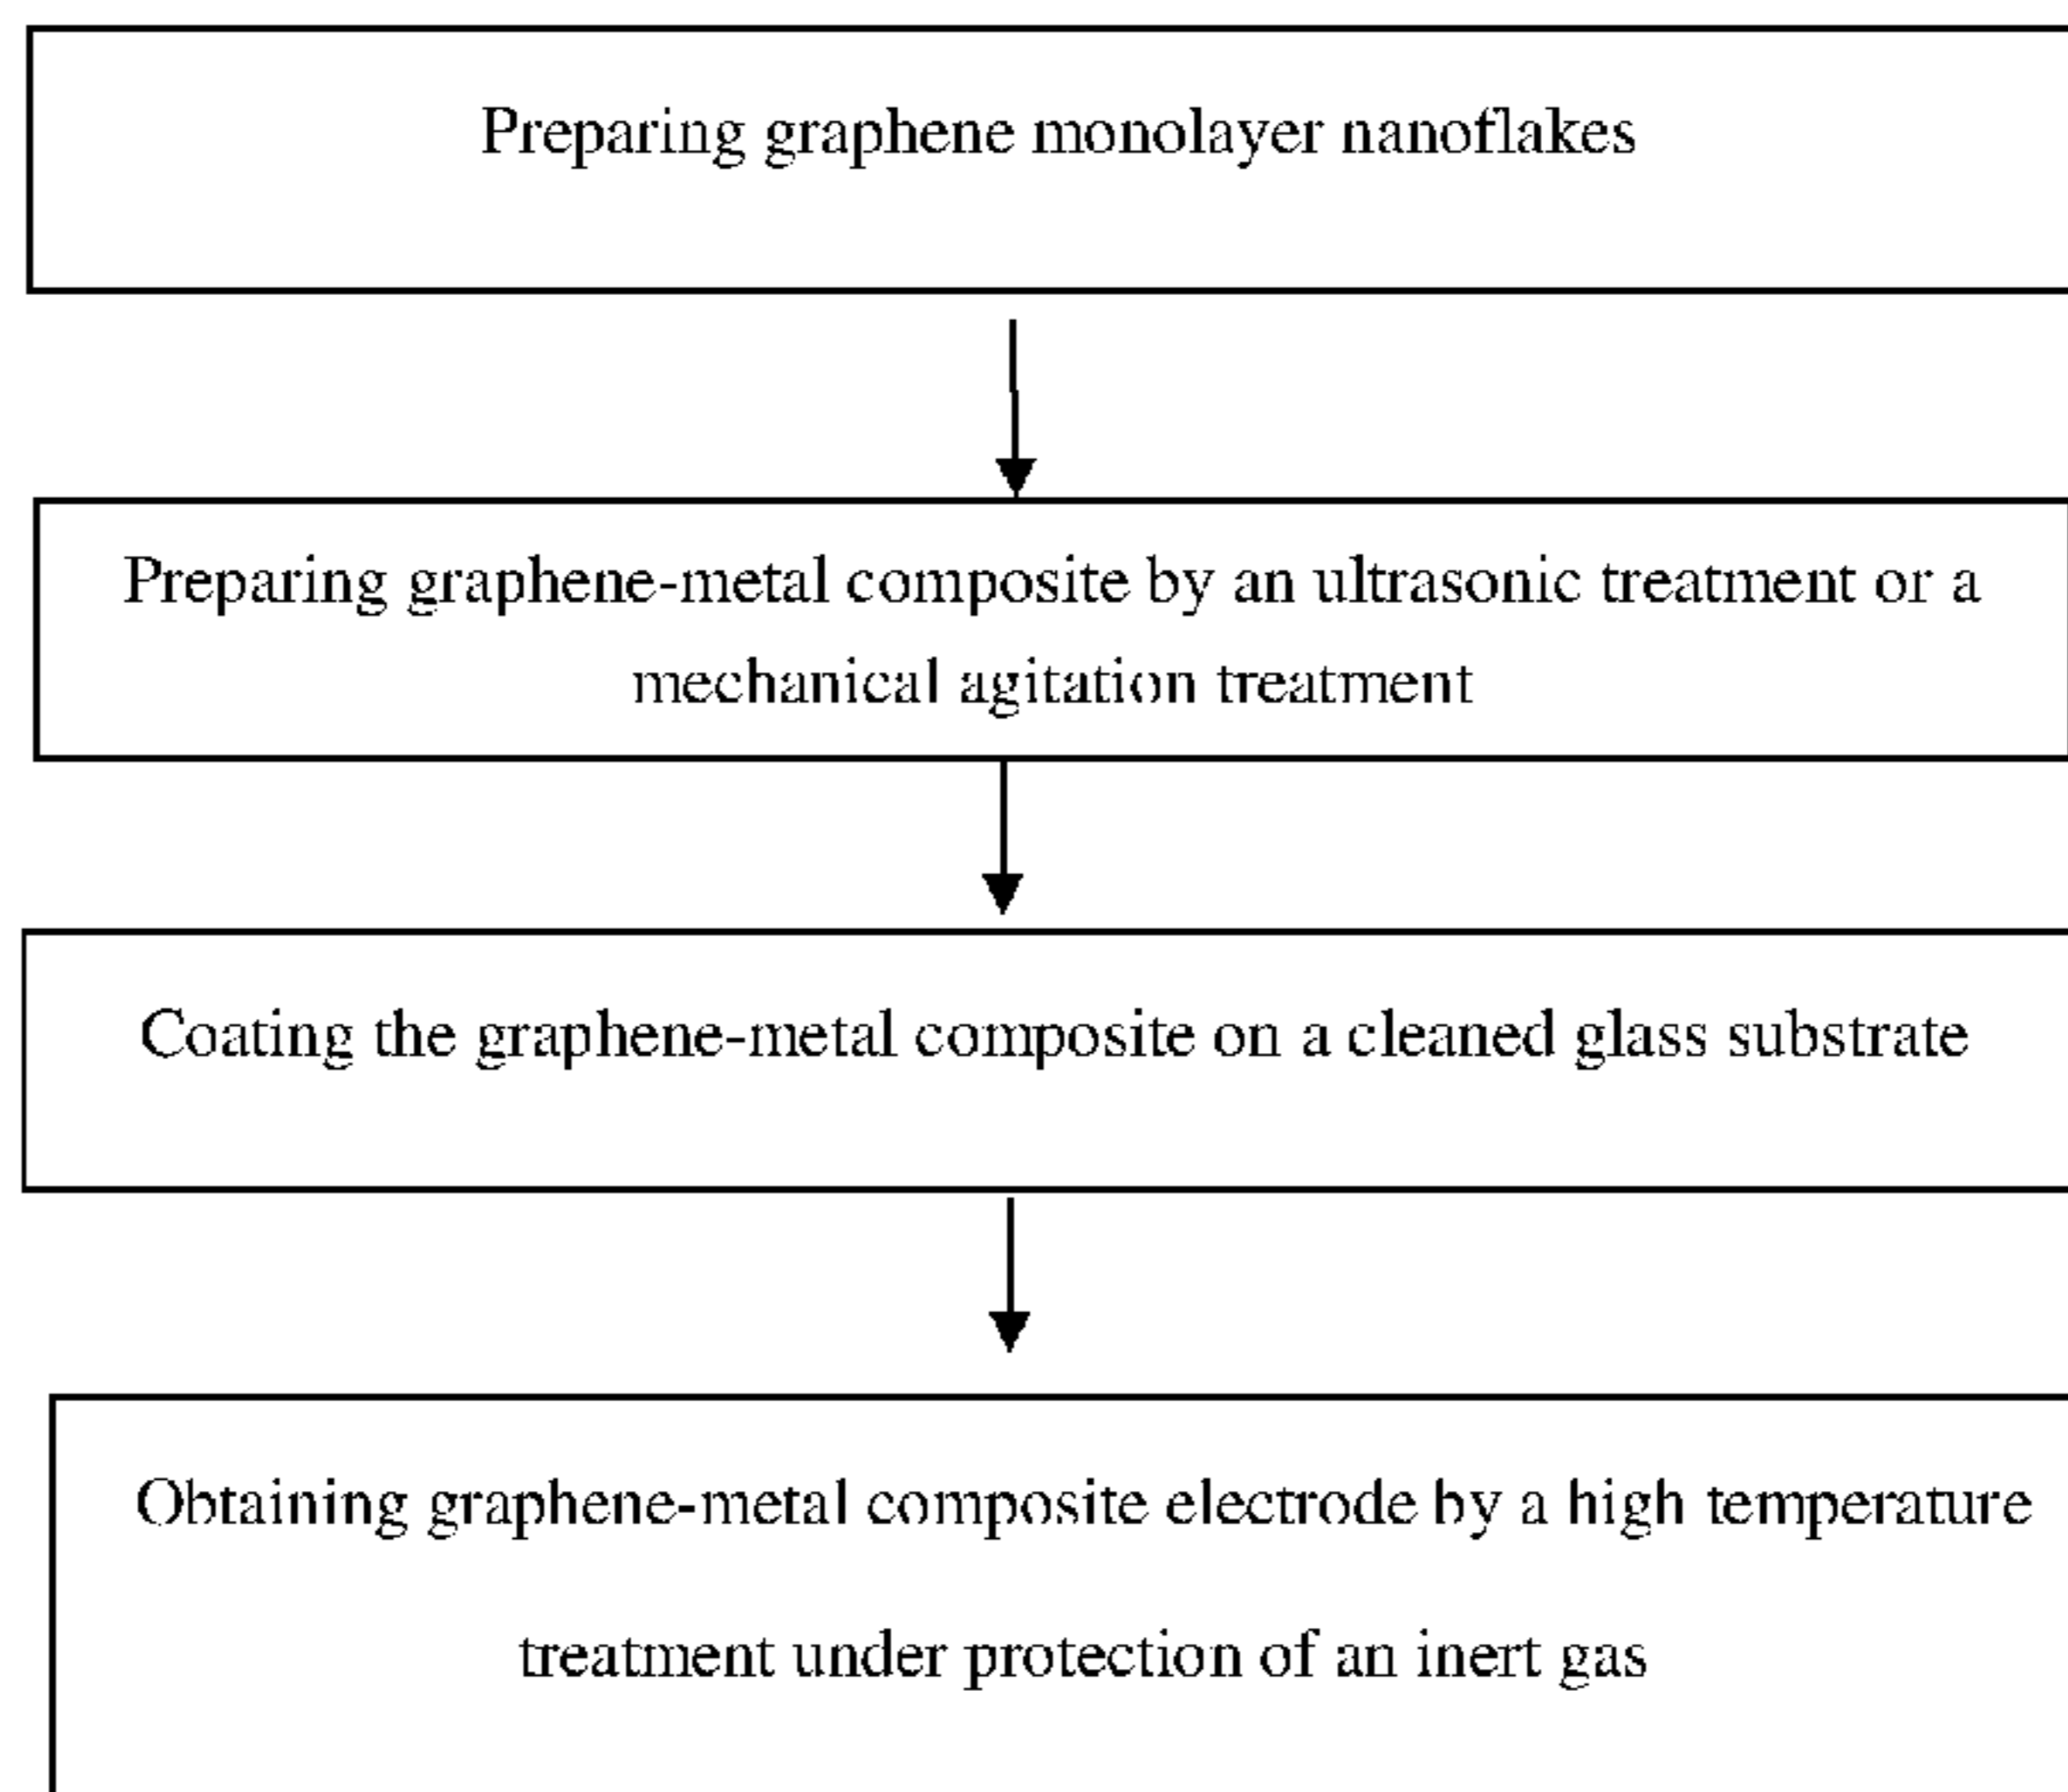 Preparing graphene monolayer nanoflakes
Preparing graphene-metal composite by an ultrasonic treatment or a
mechanical agitation treatment
Coating the graphene-metal composite on a cleaned glass substrate
Obtaining graphene-metal composite electrode by a high temperature
treatment under protection of an inert gas